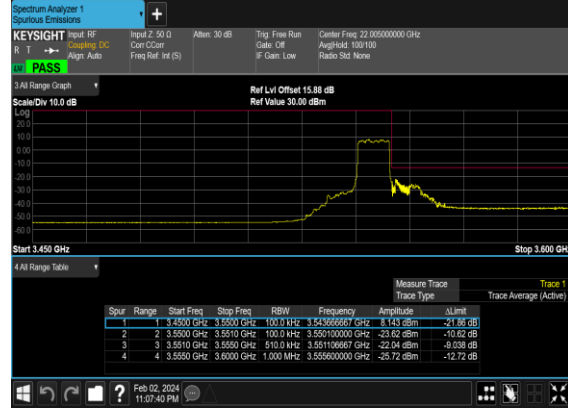 Spectrum Analyzer 1
Spurious Emissions
KEYSIGHT Input: RF Input Z: 50 Ω Atten: 30 dB Trig: Free Run Center Freq: 22.005000000 GHz
R T Coupling: DC Corr CCorr Gate: Off Avg|Hold: 100/100
Align: Auto Freq Ref: Int (S) IF Gain: Low Radio Std: None
PASS
3 All Range Graph Ref Lvl Offset 15.88 dB
Scale/Div 10.0 dB Ref Value 30.00 dBm
Log
20.0
10.0
0.00
-10.0
-20.0
-30.0
-40.0
-50.0
-60.0
Start 3.450 GHz Stop 3.600 GH
4 All Range Table
Measure Trace Trace 1
Trace Type Trace Average (Active)
Spur Range Start Freq Stop Freq RBW Frequency Amplitude ΔLimit
1 1 3.4500 GHz 3.5500 GHz 100.0 kHz 3.543666667 GHz 8.143 dBm -21.86 dB
2 2 3.5500 GHz 3.5510 GHz 100.0 kHz 3.550100000 GHz -23.62 dBm -10.62 dB
3 3 3.5510 GHz 3.5550 GHz 510.0 kHz 3.551106667 GHz -22.04 dBm -9.038 dB
4 4 3.5550 GHz 3.6000 GHz 1.000 MHz 3.555600000 GHz -25.72 dBm -12.72 dB
? Feb 02, 2024
11:07:40 PM